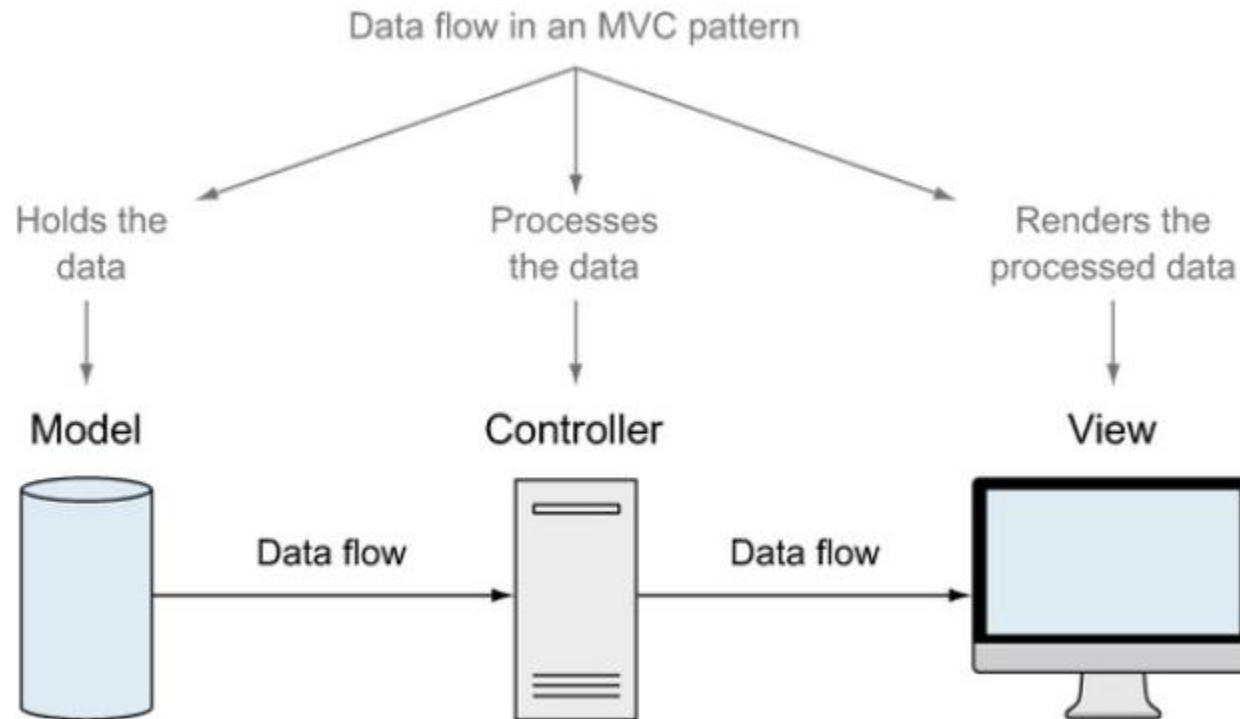 Data flow in an MVC pattern
Holds the
data
Processes
the data
Renders the
processed data
Model
Controller
View
Data flow
Data flow